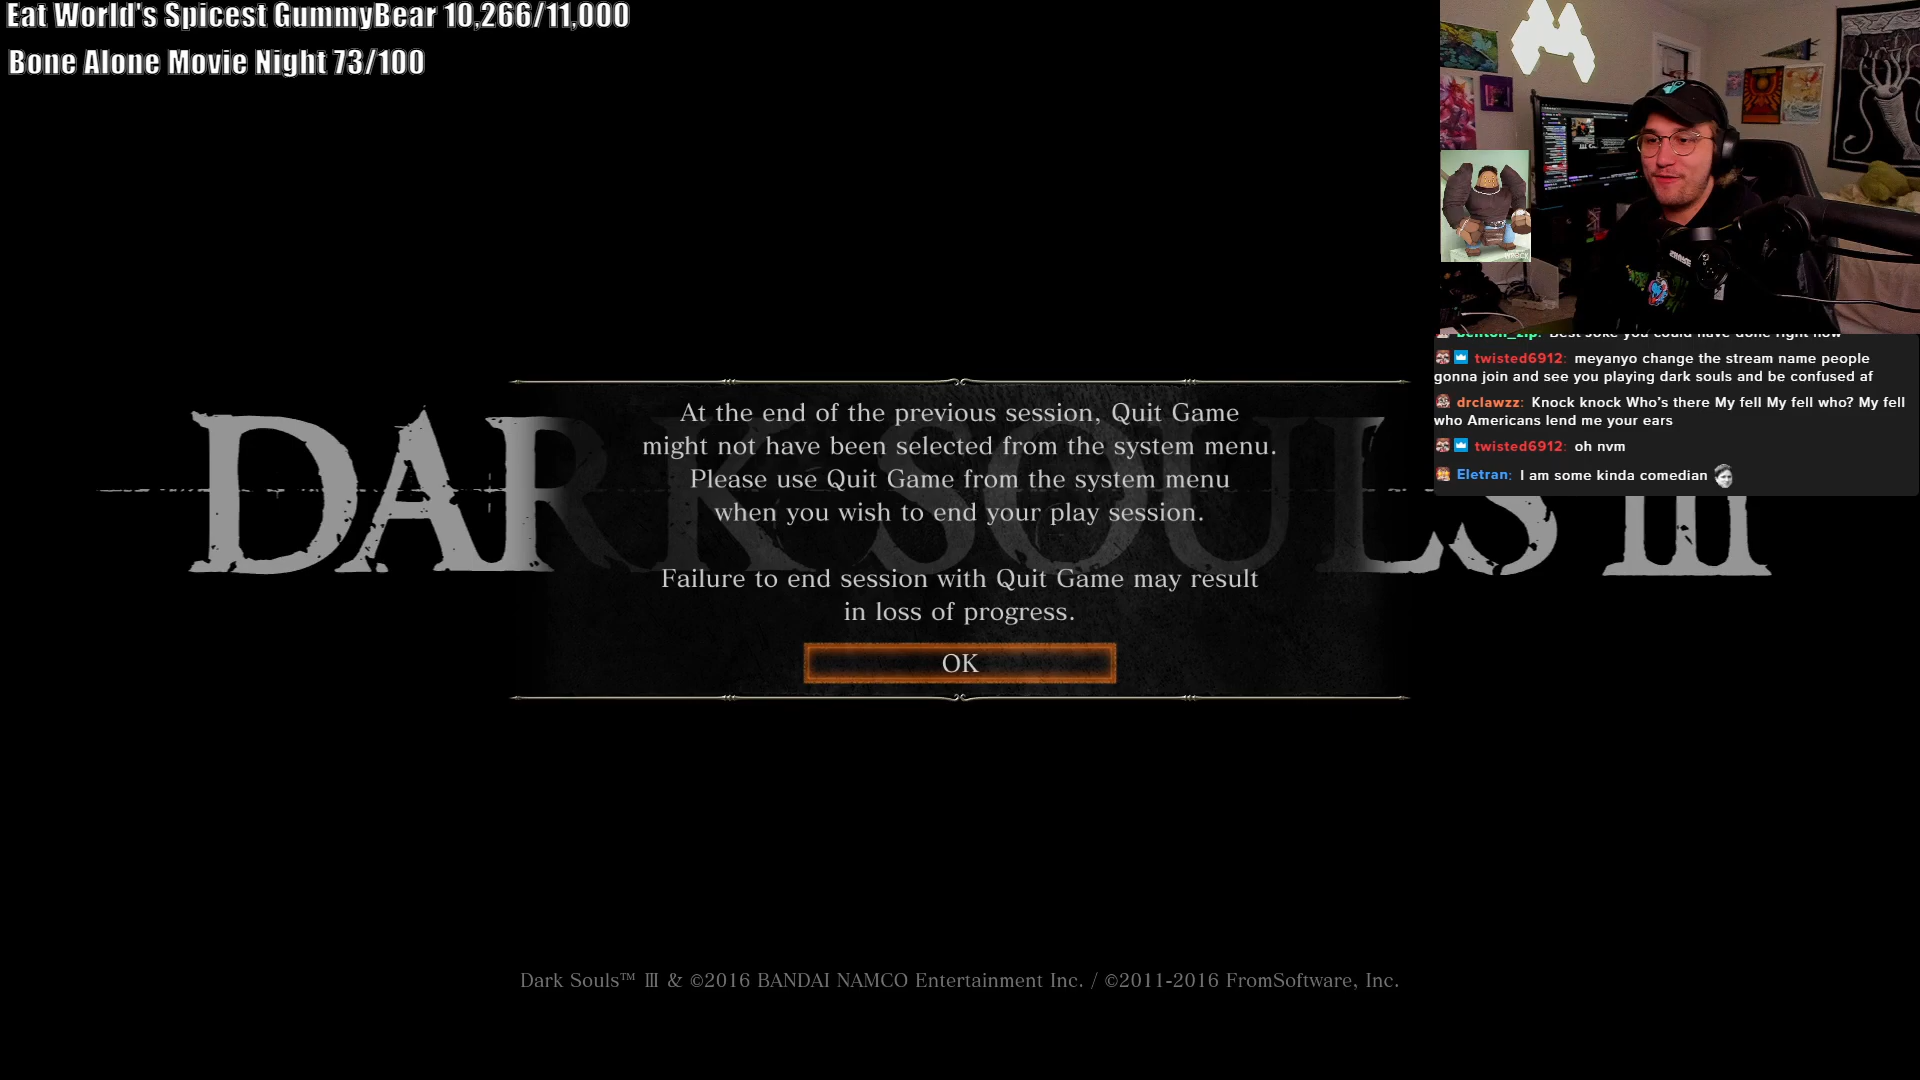 Eat World's Spicest GummyBear 10,266/11,000
Bone Alone Movie Night 73/100
DARK SOULS III
At the end of the previous session, Quit Game
might not have been selected from the system menu.
Please use Quit Game from the system menu
when you wish to end your play session.
Failure to end session with Quit Game may result
in loss of progress.
OK
twisted6912: meyanyo change the stream name people
gonna join and see you playing dark souls and be confused af
drclawzz: Knock knock Who's there My fell My fell who? My fell
who Americans lend me your ears
twisted6912: oh nvm
Eletran: I am some kinda comedian
Dark Souls™ III & ©2016 BANDAI NAMCO Entertainment Inc. / ©2011-2016 FromSoftware, Inc.